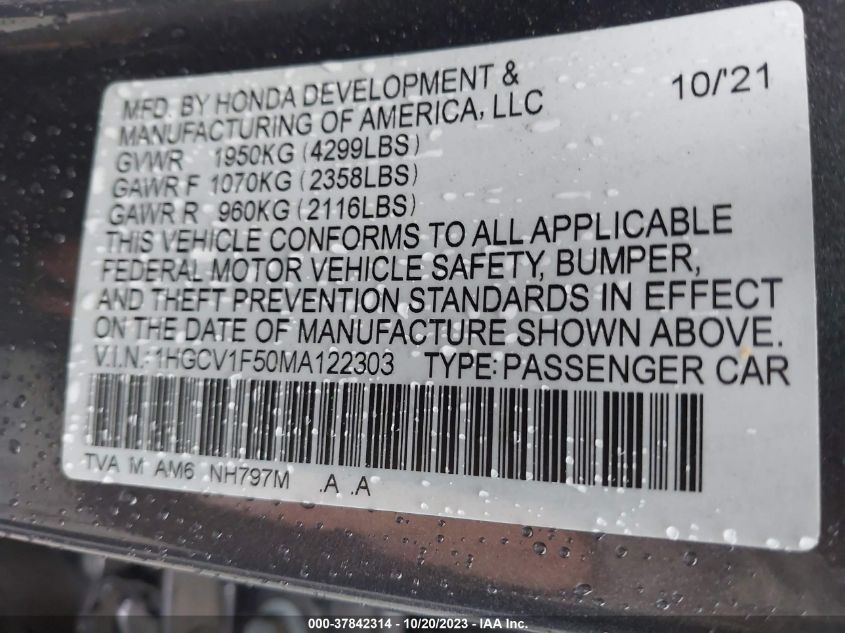 MFD. BY HONDA DEVELOPMENT & 10/'21
MANUFACTURING OF AMERICA, LLC
GVWR 1950KG (4299LBS)
GAWR F 1070KG (2358LBS)
GAWR R 960KG (2116LBS)
THIS VEHICLE CONFORMS TO ALL APPLICABLE
FEDERAL MOTOR VEHICLE SAFETY, BUMPER,
AND THEFT PREVENTION STANDARDS IN EFFECT
ON THE DATE OF MANUFACTURE SHOWN ABOVE.
V.I.N.: 1HGCV1F50MA122303 TYPE: PASSENGER CAR
TVA M AM6 NH797M .A .A
000-37842314 - 10/20/2023 - IAA Inc.